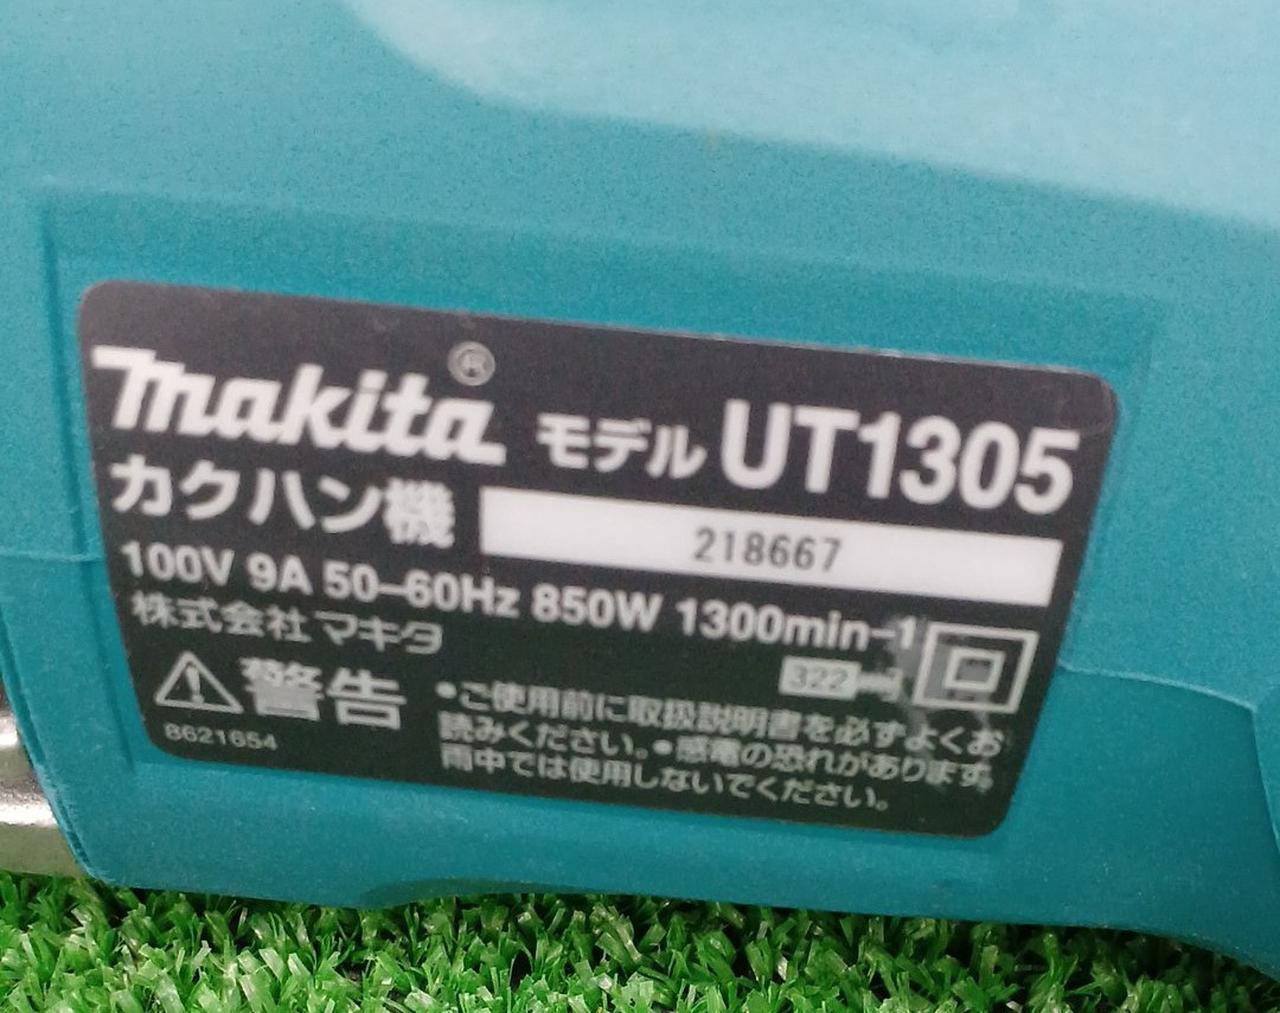 makita® モデル UT1305
カクハン機 218667
100V 9A 50–60Hz 850W 1300min–1
株式会社マキタ
322
警告
8621654
•ご使用前に取扱説明書を必ずよくお
読みください。•感電の恐れがあります。
雨中では使用しないでください。